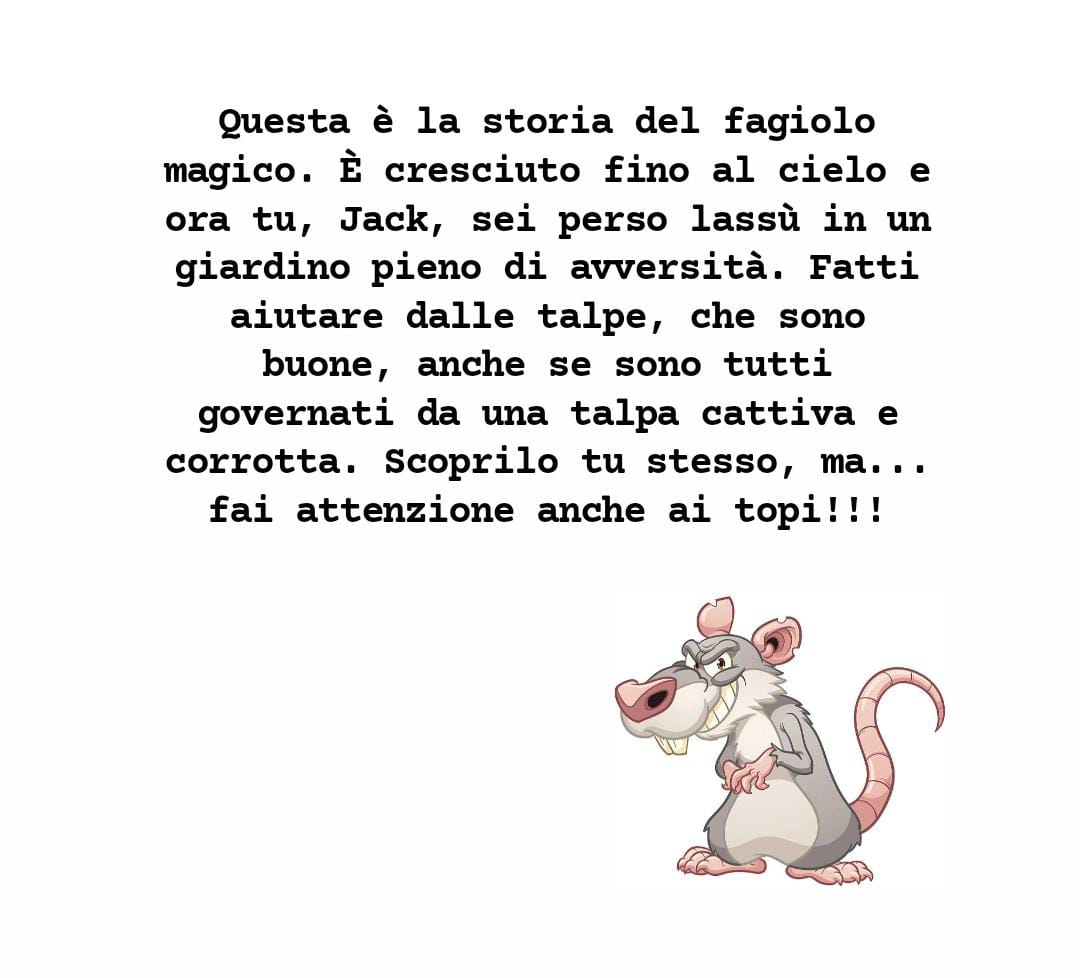 Questa è la storia del fagiolo
magico. È cresciuto fino al cielo e
ora tu, Jack, sei perso lassù in un
giardino pieno di avversità. Fatti
aiutare dalle talpe, che sono
buone, anche se sono tutti
governati da una talpa cattiva e
corrotta. Scoprilo tu stesso, ma...
fai attenzione anche ai topi!!!